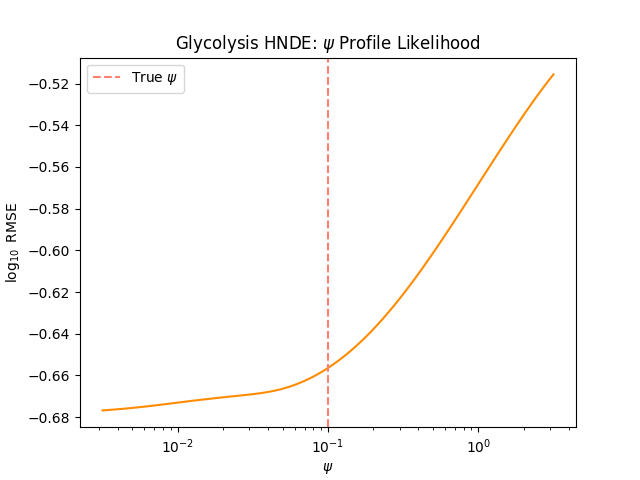 Glycolysis HNDE: ψ Profile Likelihood
True ψ
−0.52
−0.54
−0.56
−0.58
−0.60
−0.62
−0.64
−0.66
−0.68
log₁₀ RMSE
10⁻² 10⁻¹ 10⁰
ψ